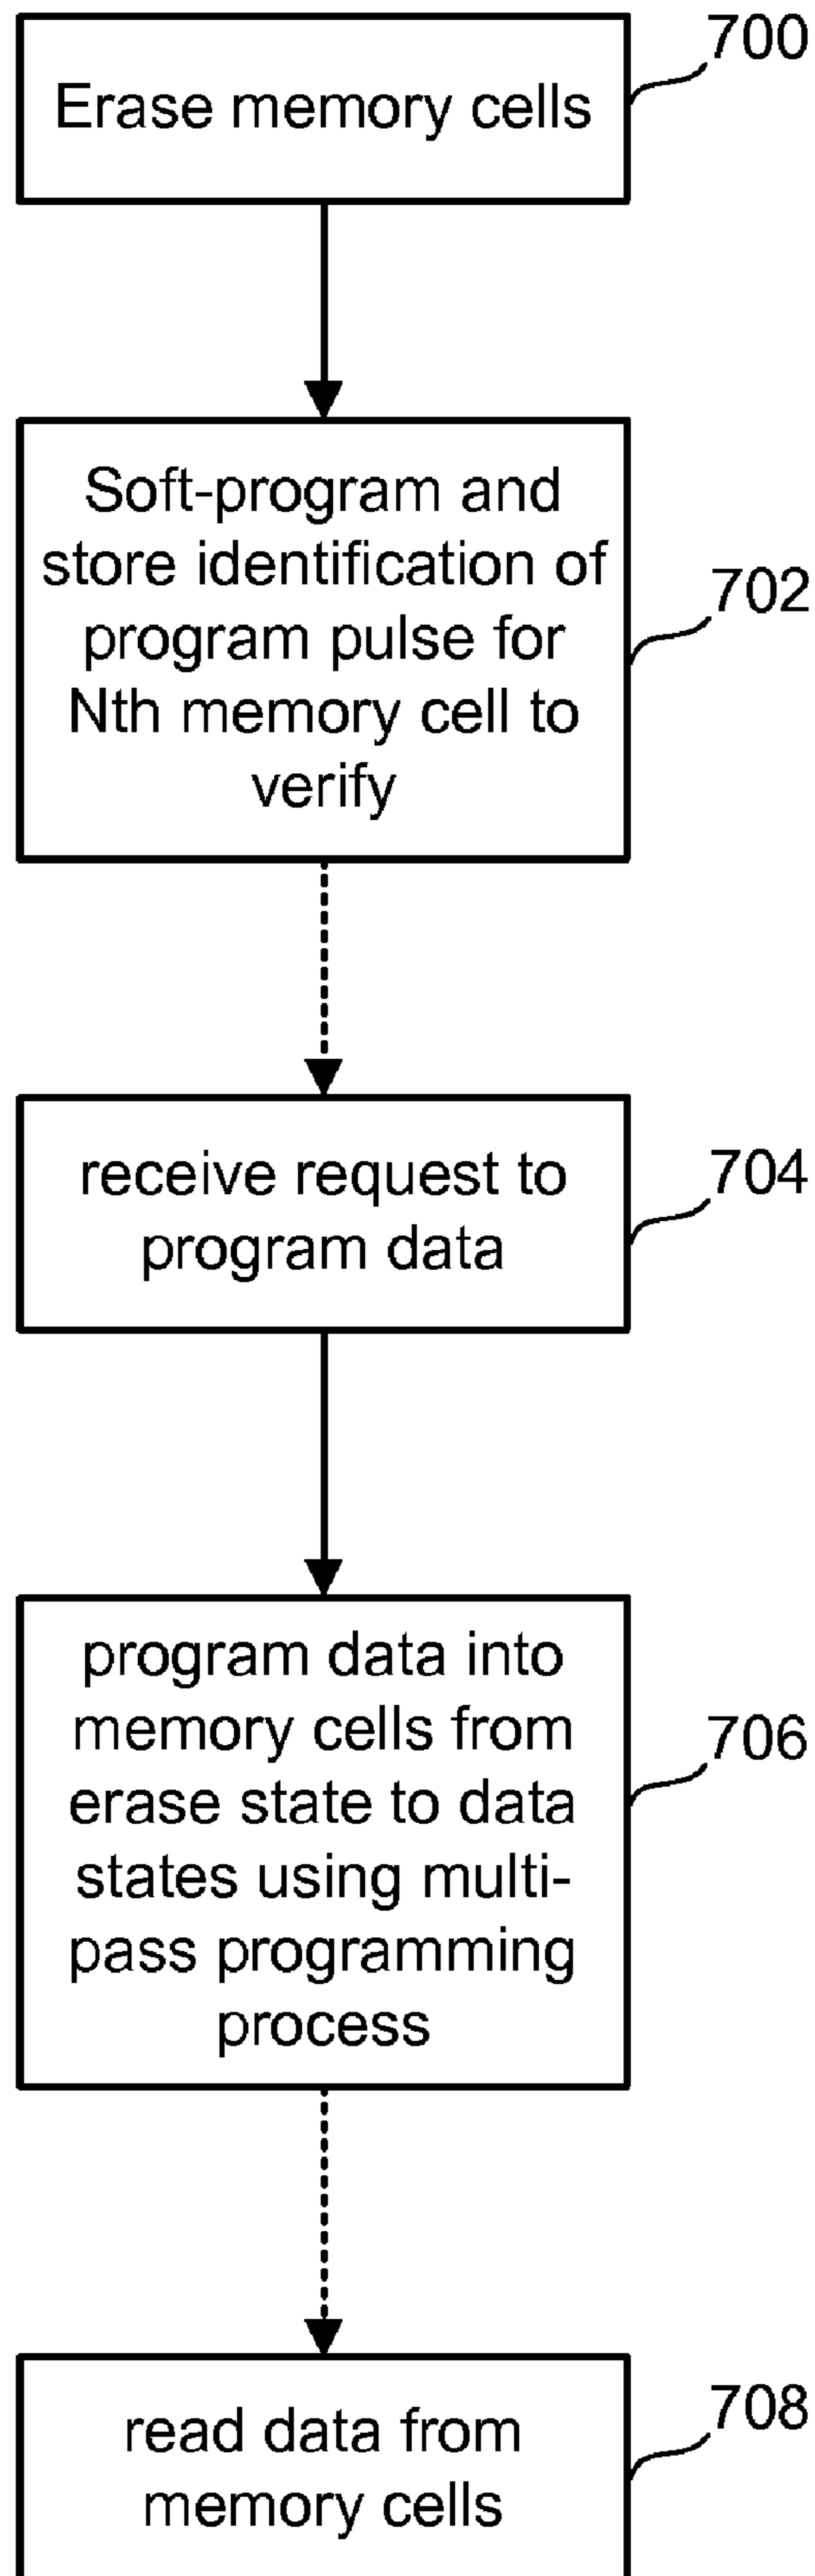 700
Erase memory cells
Soft-program and
store identification of
program pulse for
Nth memory cell to
verify
702
receive request to
program data
704
program data into
memory cells from
erase state to data
states using multi-
pass programming
process
706
read data from
memory cells
708